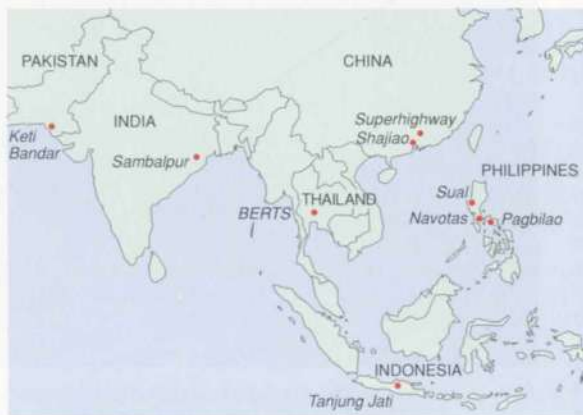 PAKISTAN
CHINA
INDIA
Superhighway
Shajiao
Keti
Bandar
Sambalpur
PHILIPPINES
Sual
THAILAND
BERTS
Navotas
Pagbilao
INDONESIA
Tanjung Jati